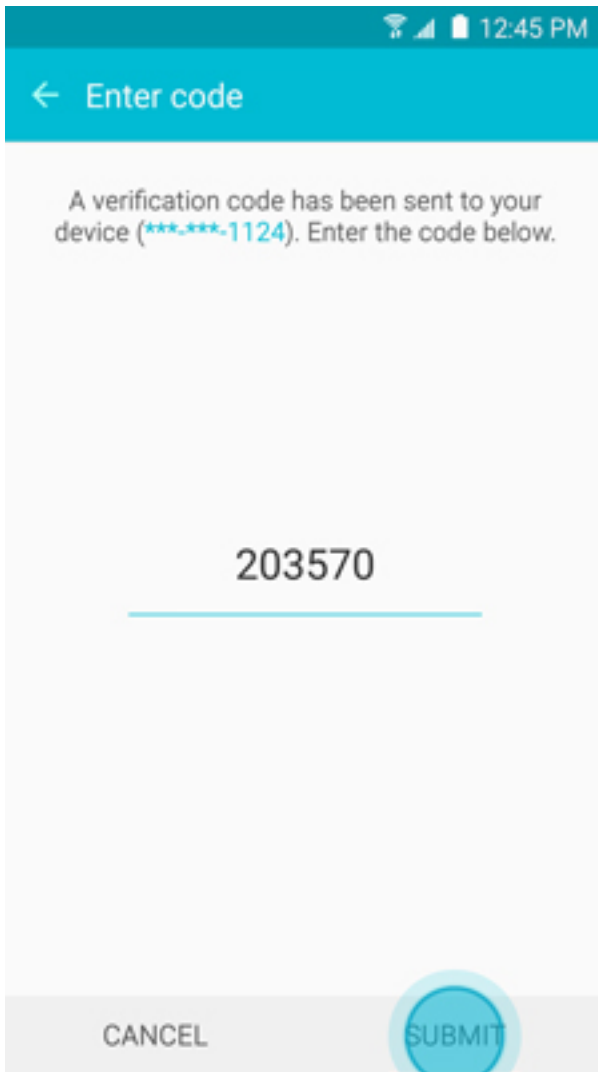 12:45 PM
Enter code
A verification code has been sent to your
device (***-***-1124). Enter the code below.
203570
CANCEL SUBMIT